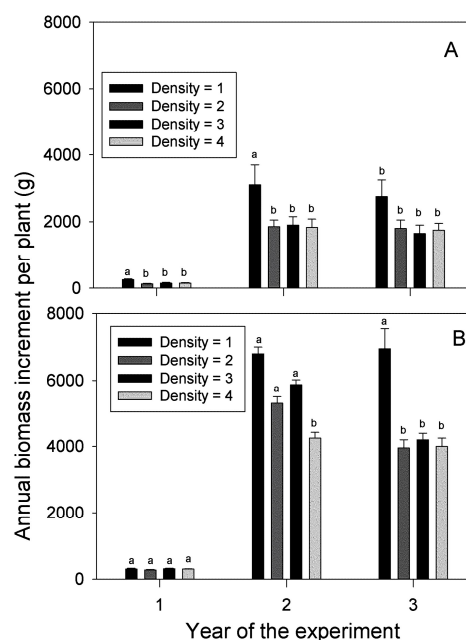 8000
A
Density = 1
Density = 2
Density = 3
Density = 4
6000
4000
2000
0
a
b
b
b
a
b
b
b
b
b
b
b
8000
B
Density = 1
Density = 2
Density = 3
Density = 4
6000
4000
2000
0
a
a
a
a
a
a
a
b
a
b
b
b
1
2
3
Year of the experiment
Annual biomass increment per plant (g)